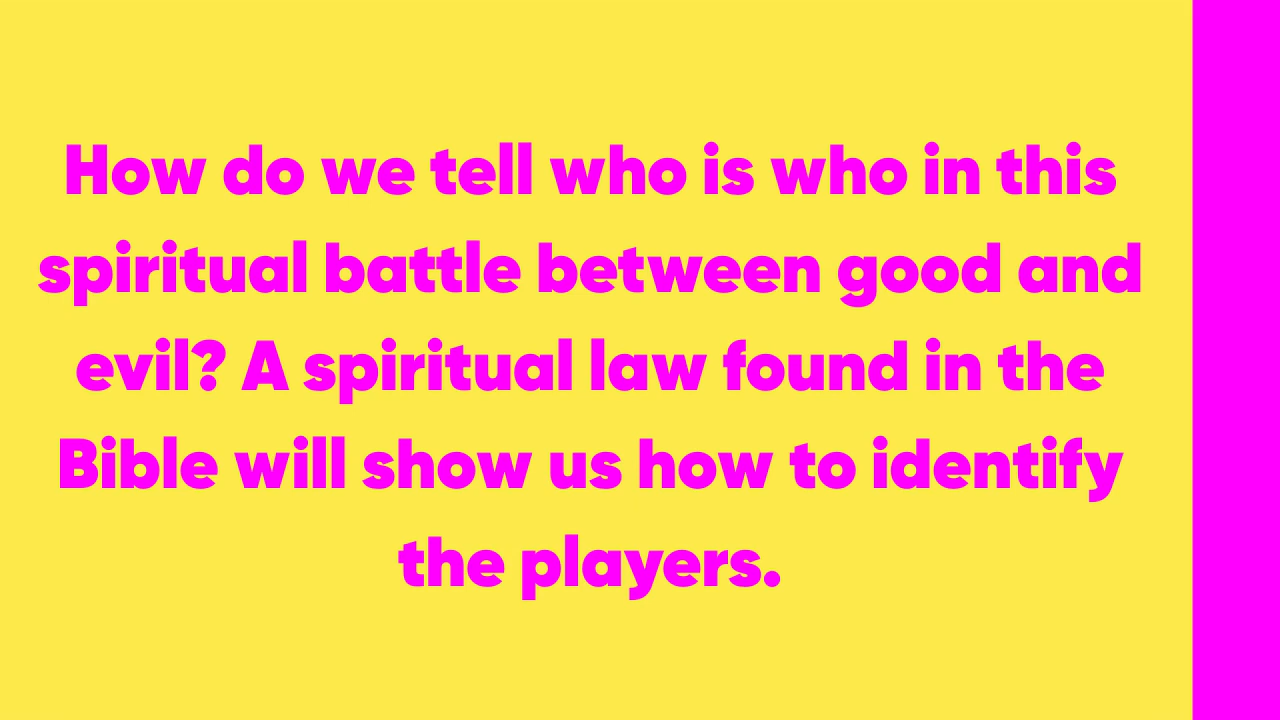 How do we tell who is who in this
spiritual battle between good and
evil? A spiritual law found in the
Bible will show us how to identify
the players.